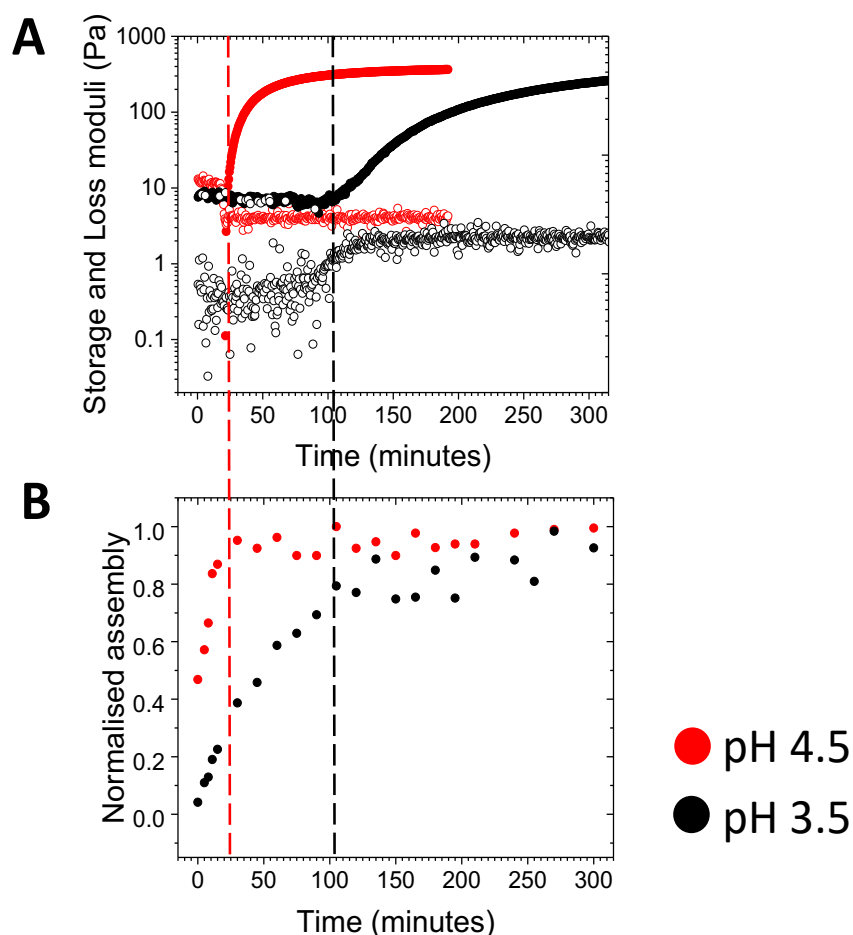 A
Storage and Loss moduli (Pa)
1000
100
10
1
0.1
0 50 100 150 200 250 300
Time (minutes)
B
Normalised assembly
1.0
0.8
0.6
0.4
0.2
0.0
0 50 100 150 200 250 300
Time (minutes)
pH 4.5
pH 3.5